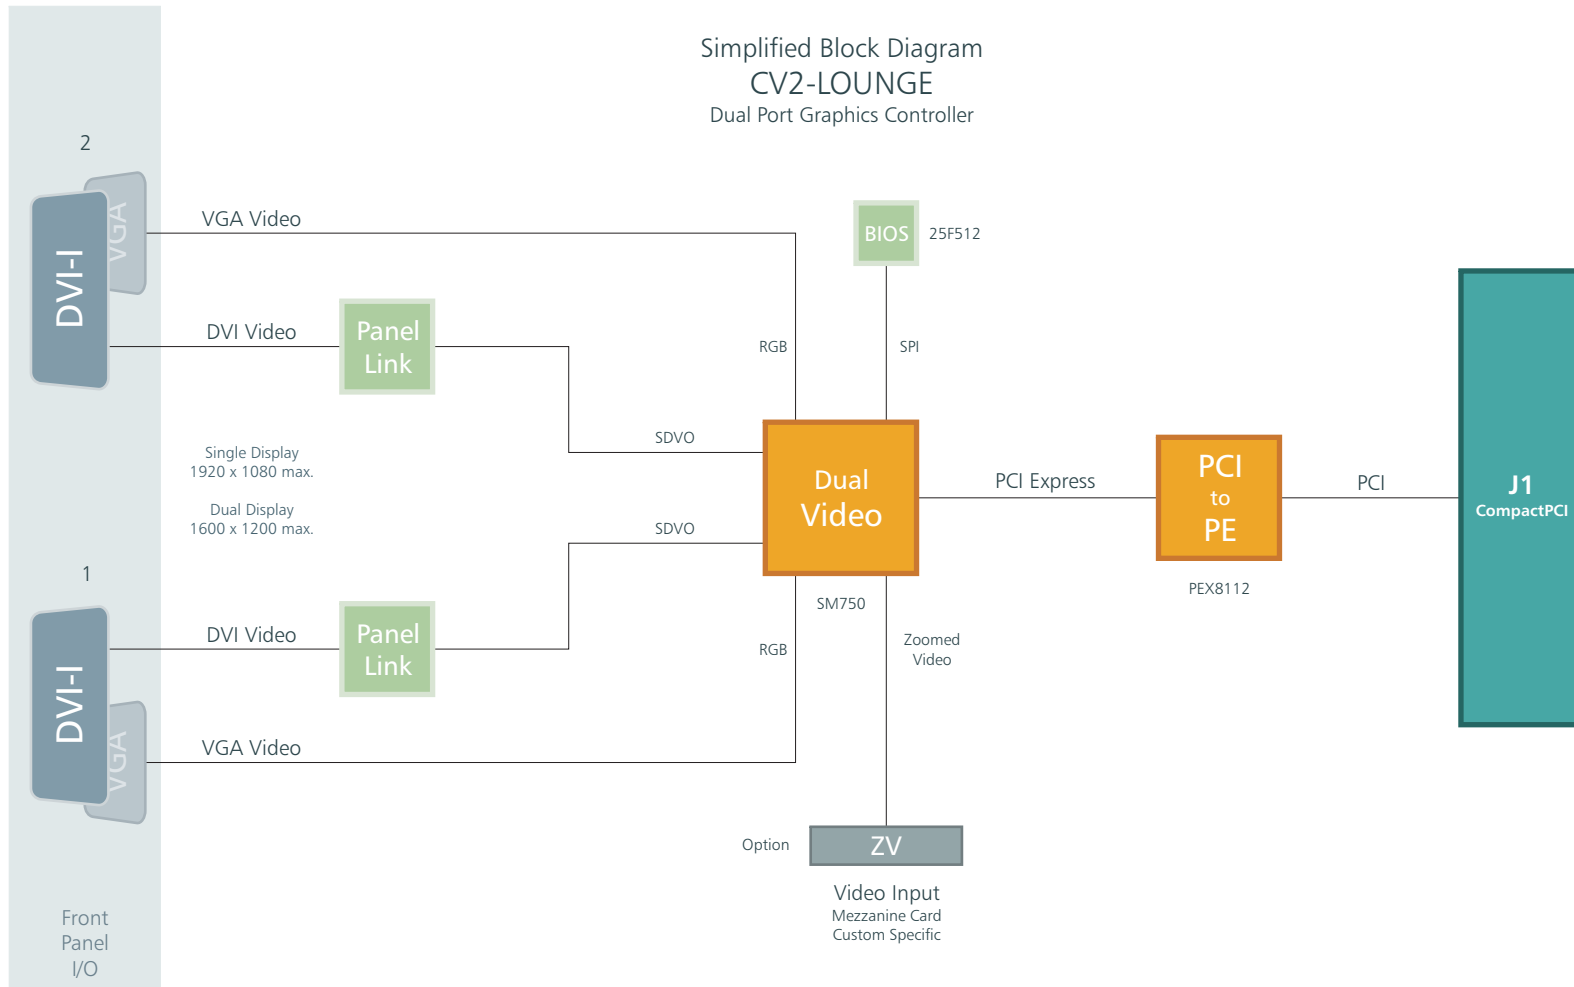 Simplified Block Diagram
CV2-LOUNGE
Dual Port Graphics Controller
2
VGA
DVI-I
VGA Video
DVI Video
Panel
Link
BIOS
25F512
RGB
SPI
SDVO
Single Display
1920 x 1080 max.
Dual Display
1600 x 1200 max.
Dual
Video
SM750
PCI Express
PCI
to
PE
PEX8112
PCI
J1
CompactPCI
SDVO
1
DVI-I
VGA
DVI Video
Panel
Link
RGB
Zoomed
Video
VGA Video
Option
ZV
Video Input
Mezzanine Card
Custom Specific
Front
Panel
I/O